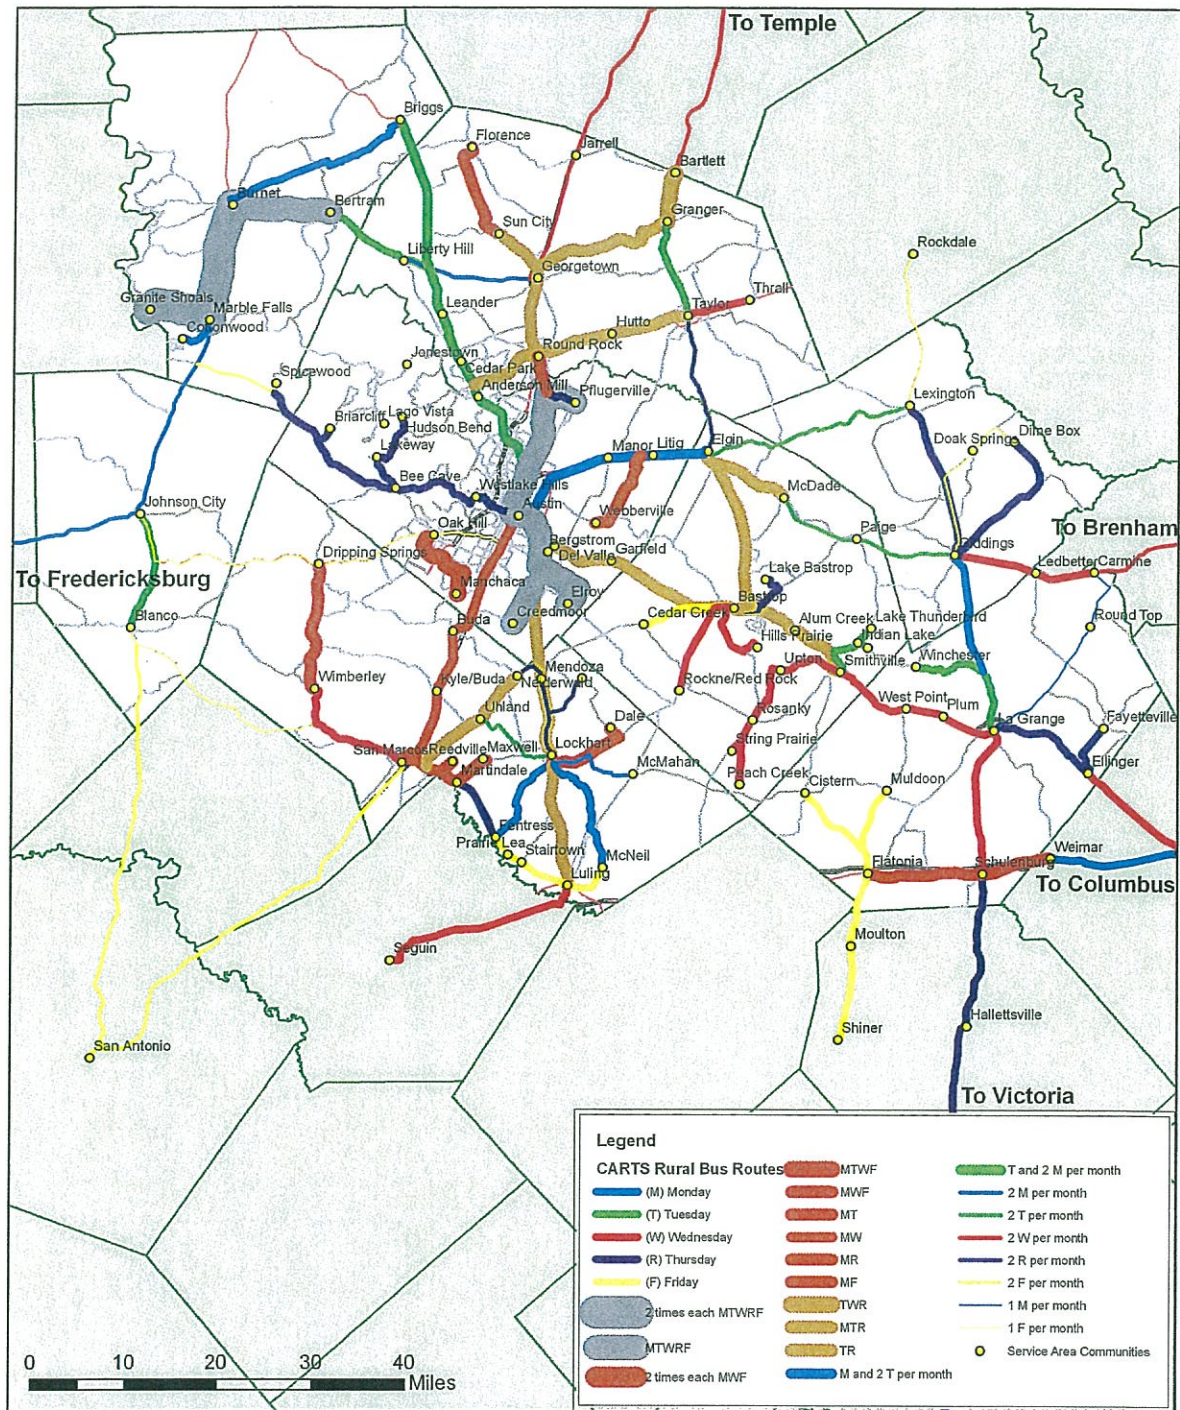 To Temple
Briggs
Florence
Jarrell
Bartlett
Burnet
Bertram
Granger
Sun City
Liberty Hill
Rockdale
Georgetown
Granite Shoals
Marble Falls
Leander
Taylor
Thrall
Cottonwood
Hutto
Round Rock
Jonestown
Cedar Park
Spicewood
Anderson Mill
Pflugerville
Lexington
Briarcliff
Lago Vista
Hudson Bend
Doak Springs
Dime Box
Lakeway
Manor
Litig
Elgin
Bee Cave
Westlake Hills
McDade
Johnson City
Austin
Webberville
Oak Hill
Paige
To Brenham
Dripping Springs
Bergstrom
Del Valle
Garfield
Giddings
Ledbetter
Carmine
To Fredericksburg
Manchaca
Lake Bastrop
Elroy
Bastrop
Blanco
Creedmoor
Cedar Creek
Alum Creek
Lake Thunderbird
Round Top
Buda
Hills Prairie
Indian Lake
Mendoza
Upton
Smithville
Winchester
Wimberley
Kyle/Buda
Neiderwald
Rockne/Red Rock
Uhland
Dale
Rosanky
West Point
Plum
La Grange
Fayetteville
San Marcos
Reedville
Maxwell
Lockhart
String Prairie
Martindale
McMahan
Peach Creek
Cistern
Muldoon
Ellinger
Fentress
Prairie Lea
Stairtown
McNeil
Weimar
Luling
Flatonia
Schulenburg
To Columbus
Seguin
Moulton
San Antonio
Shiner
Hallettsville
To Victoria
Legend
CARTS Rural Bus Routes
(M) Monday
(T) Tuesday
(W) Wednesday
(R) Thursday
(F) Friday
2 times each MTWRF
MTWRF
2 times each MWF
MTWF
MWF
MT
MW
MR
MF
TWR
MTR
TR
M and 2 T per month
T and 2 M per month
2 M per month
2 T per month
2 W per month
2 R per month
2 F per month
1 M per month
1 F per month
Service Area Communities
0 10 20 30 40
Miles